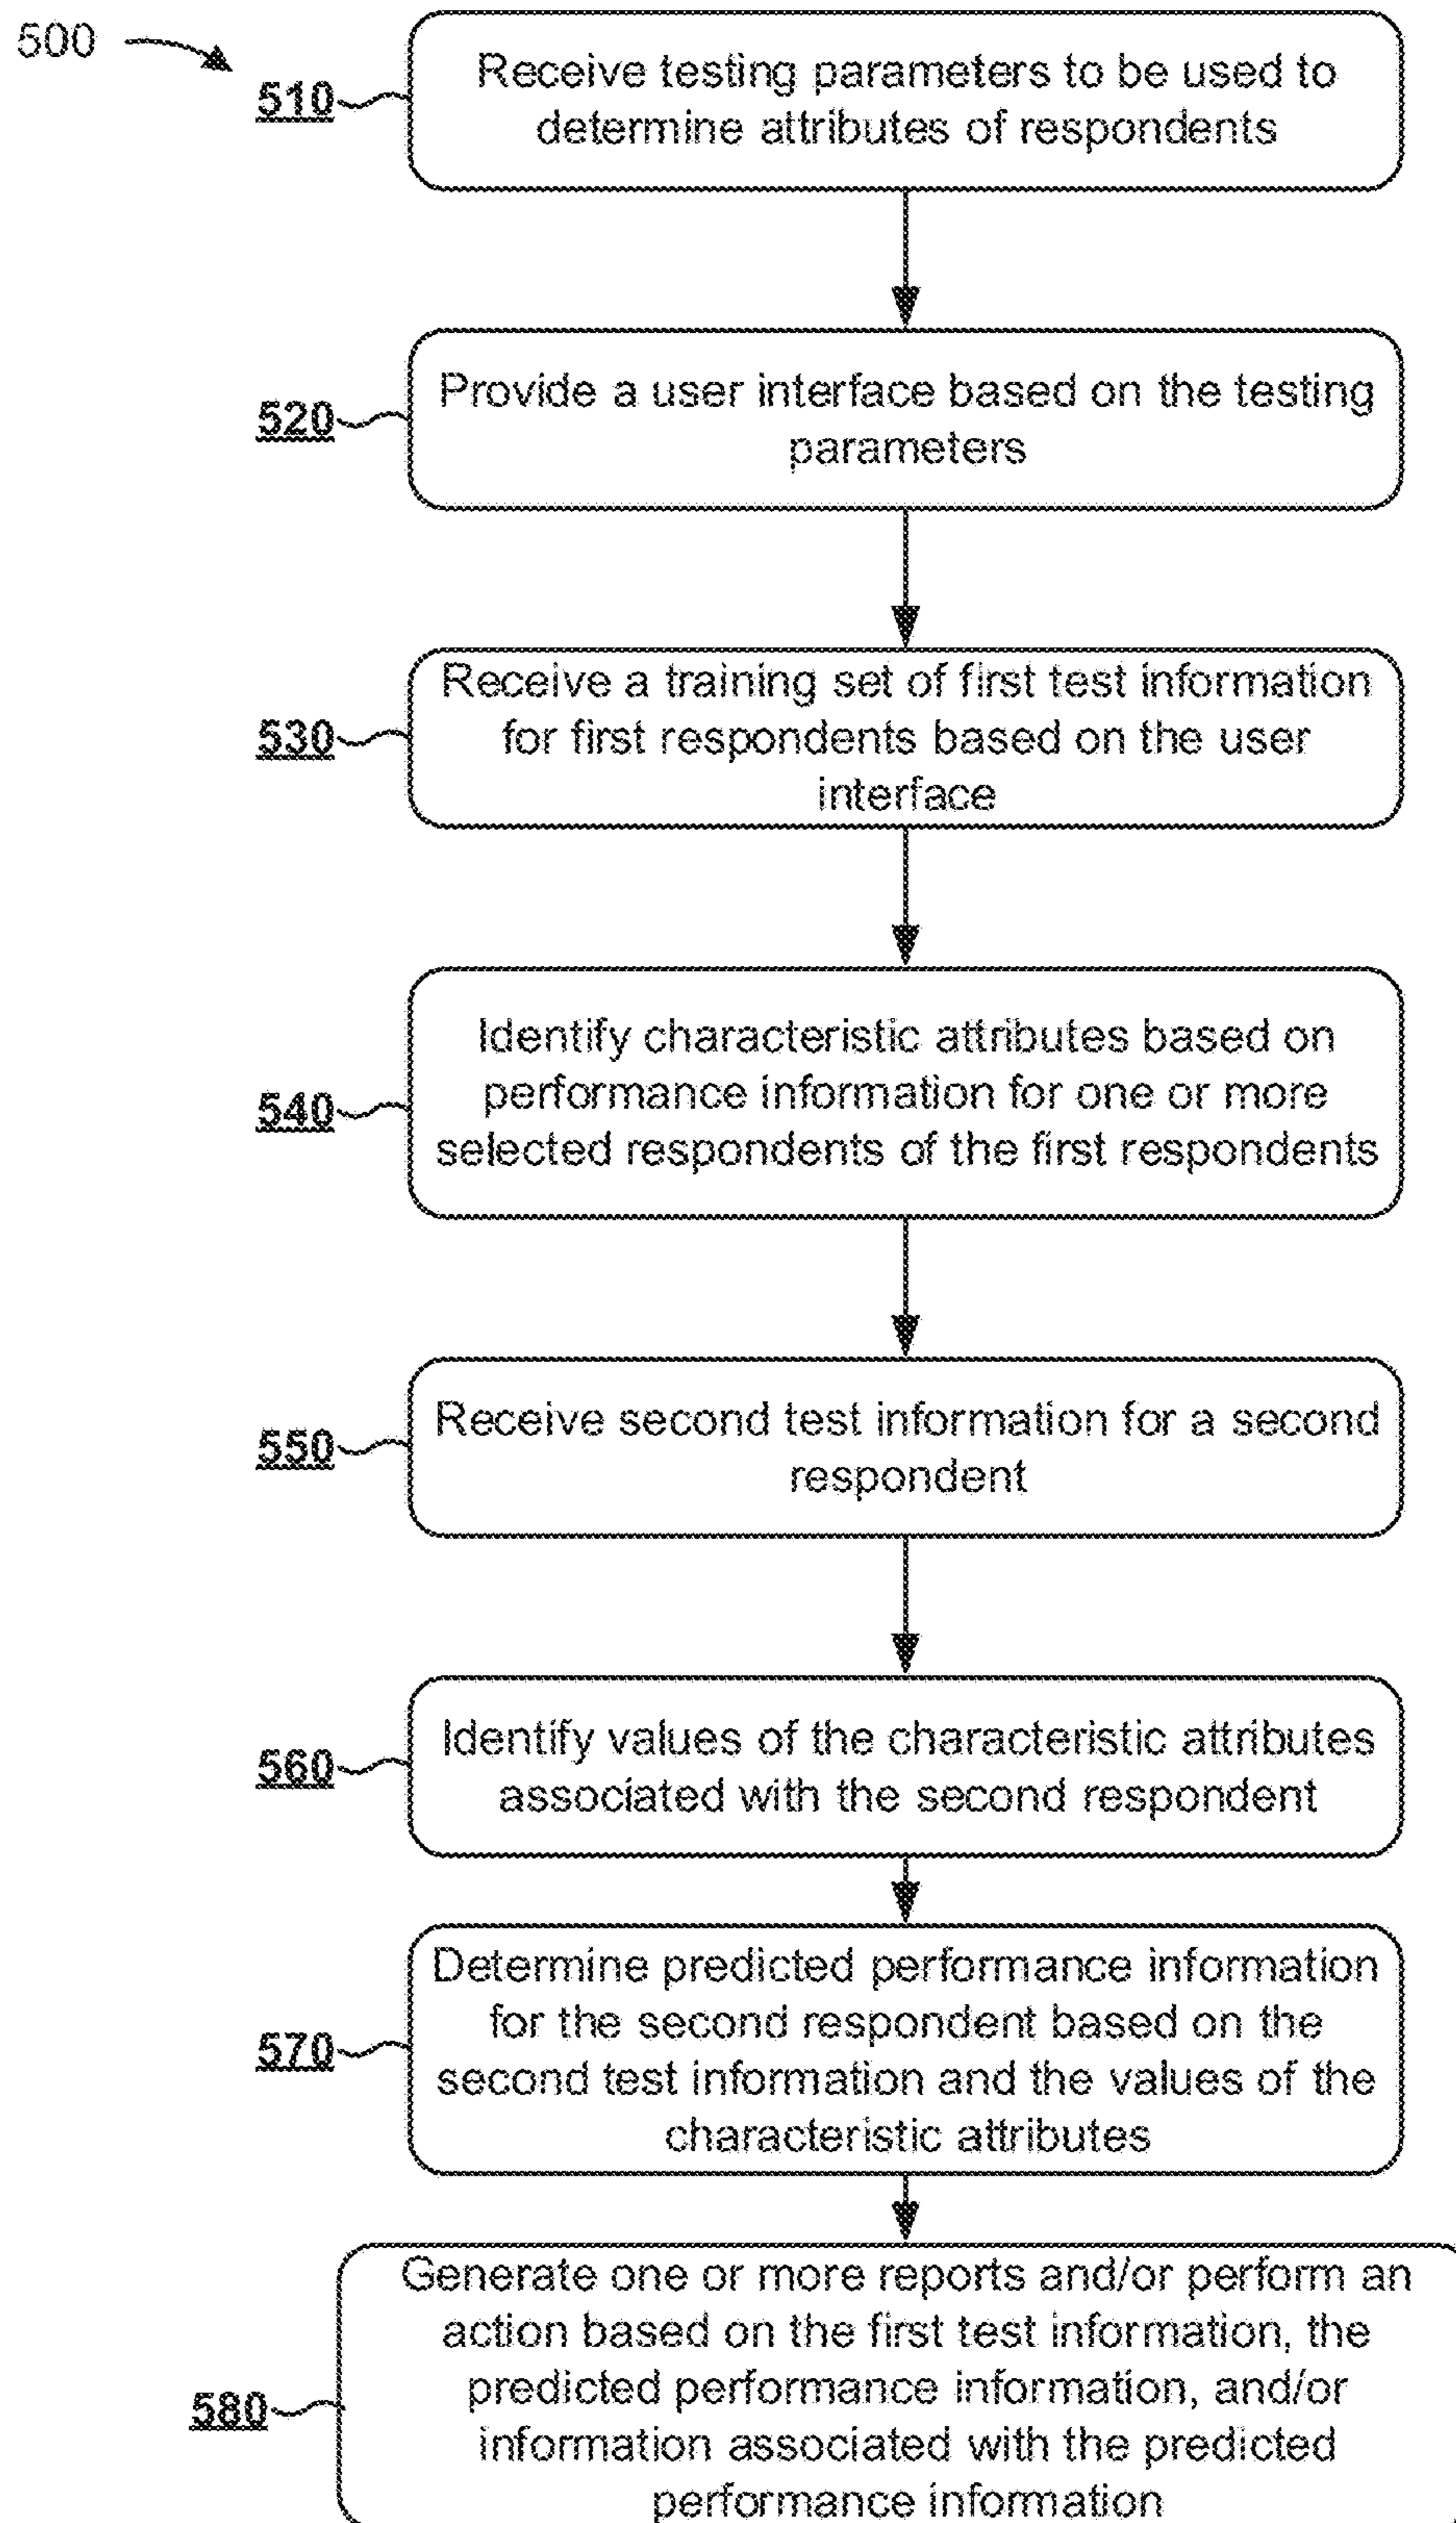 500
510
Receive testing parameters to be used to
determine attributes of respondents
520
Provide a user interface based on the testing
parameters
530
Receive a training set of first test information
for first respondents based on the user
interface
540
Identify characteristic attributes based on
performance information for one or more
selected respondents of the first respondents
550
Receive second test information for a second
respondent
560
Identify values of the characteristic attributes
associated with the second respondent
570
Determine predicted performance information
for the second respondent based on the
second test information and the values of the
characteristic attributes
580
Generate one or more reports and/or perform an
action based on the first test information, the
predicted performance information, and/or
information associated with the predicted
performance information